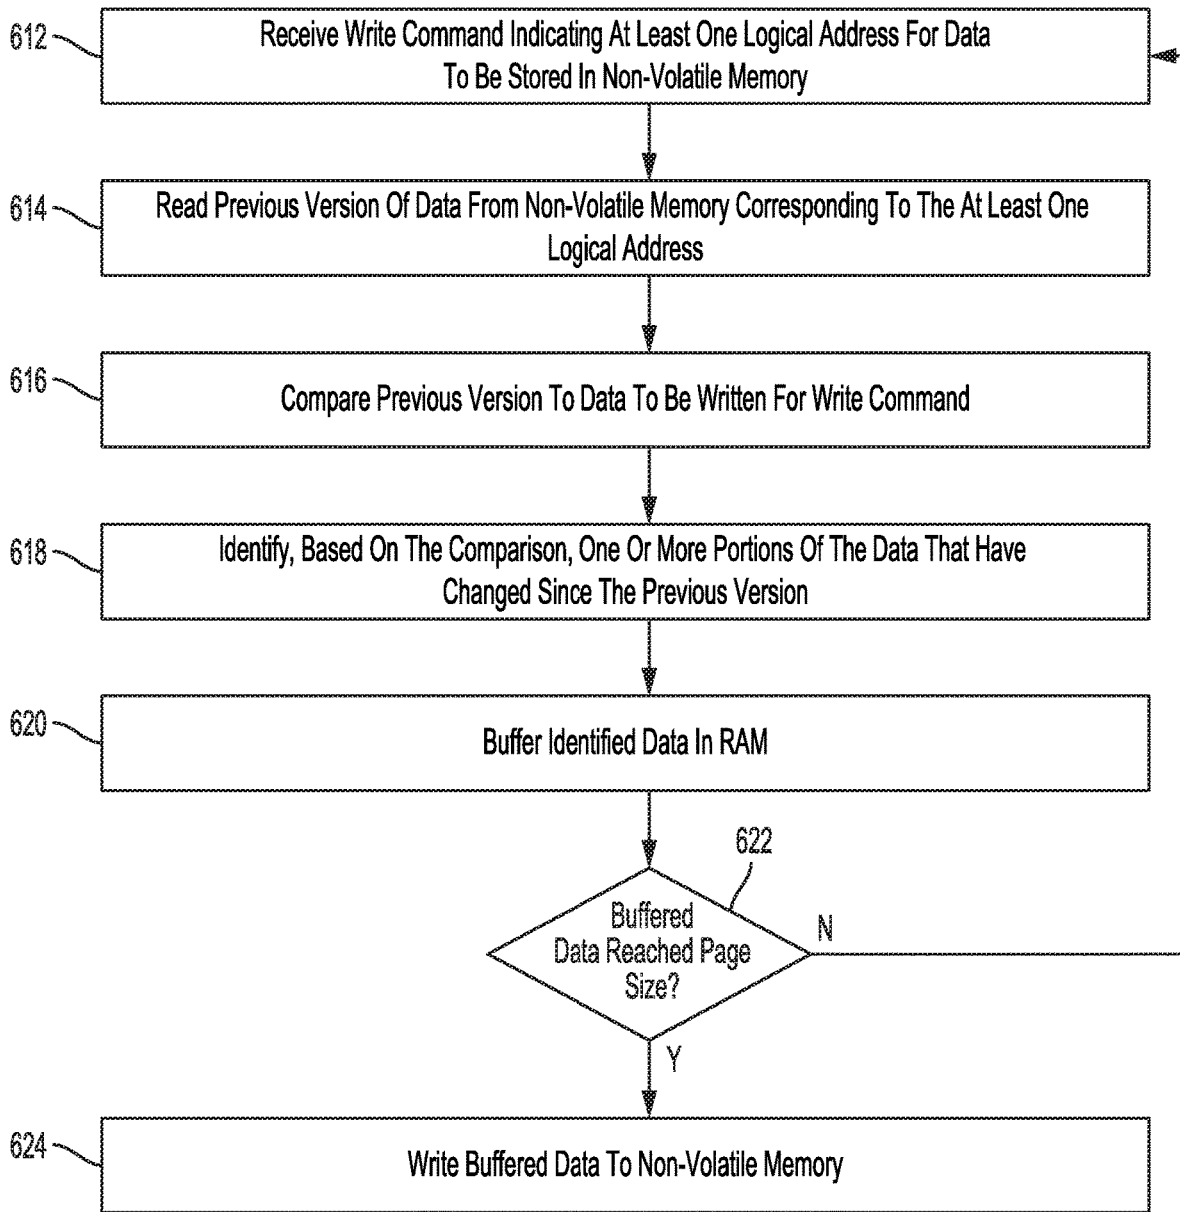 612
Receive Write Command Indicating At Least One Logical Address For Data
To Be Stored In Non-Volatile Memory
614
Read Previous Version Of Data From Non-Volatile Memory Corresponding To The At Least One
Logical Address
616
Compare Previous Version To Data To Be Written For Write Command
618
Identify, Based On The Comparison, One Or More Portions Of The Data That Have
Changed Since The Previous Version
620
Buffer Identified Data In RAM
622
Buffered
Data Reached Page
Size?
N
Y
624
Write Buffered Data To Non-Volatile Memory